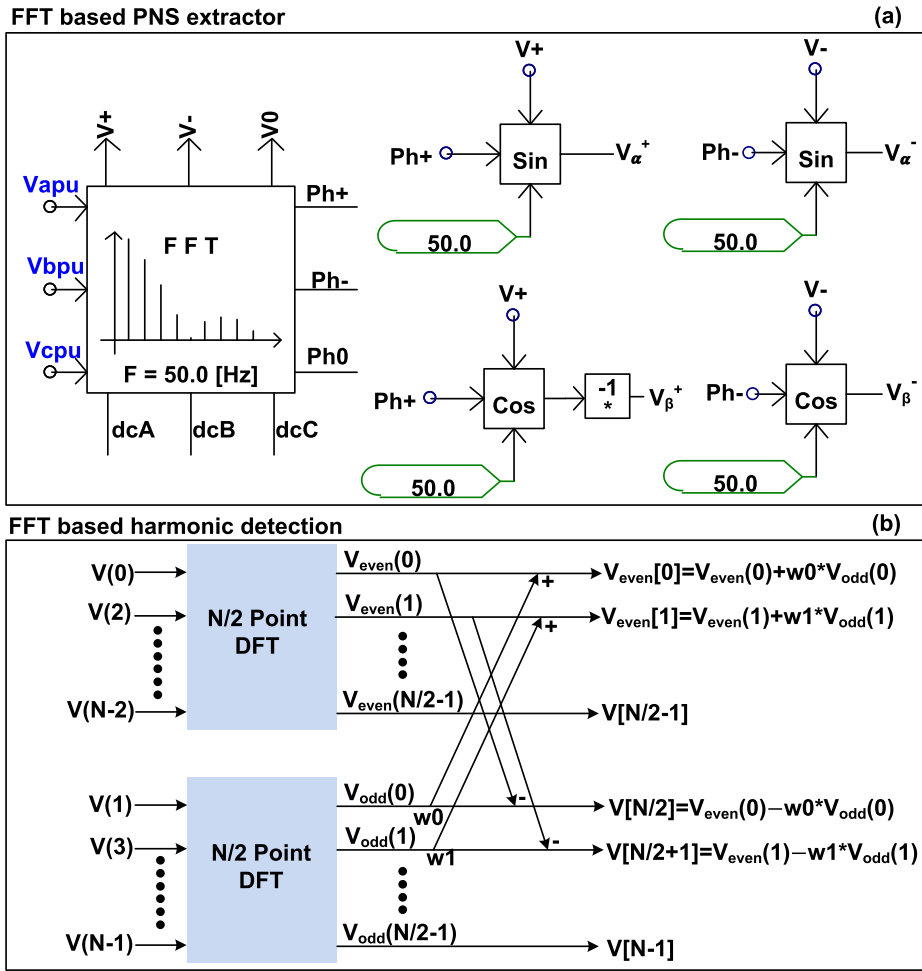 FFT based PNS extractor
(a)
V+
V-
V0
Vapu
Vbpu
Vcpu
F F T
F = 50.0 [Hz]
Ph+
Ph-
Ph0
dcA
dcB
dcC
V+
Ph+
Sin
Vα+
50.0
V-
Ph-
Sin
Vα-
50.0
V+
Ph+
Cos
-1
*
Vβ+
50.0
V-
Ph-
Cos
Vβ-
50.0
FFT based harmonic detection
(b)
V(0)
V(2)
V(N-2)
N/2 Point
DFT
Veven(0)
Veven(1)
Veven(N/2-1)
+
+
Veven[0]=Veven(0)+w0*Vodd(0)
Veven[1]=Veven(1)+w1*Vodd(1)
V[N/2-1]
V(1)
V(3)
V(N-1)
N/2 Point
DFT
Vodd(0)
w0
Vodd(1)
w1
Vodd(N/2-1)
-
-
V[N/2]=Veven(0)−w0*Vodd(0)
V[N/2+1]=Veven(1)−w1*Vodd(1)
V[N-1]